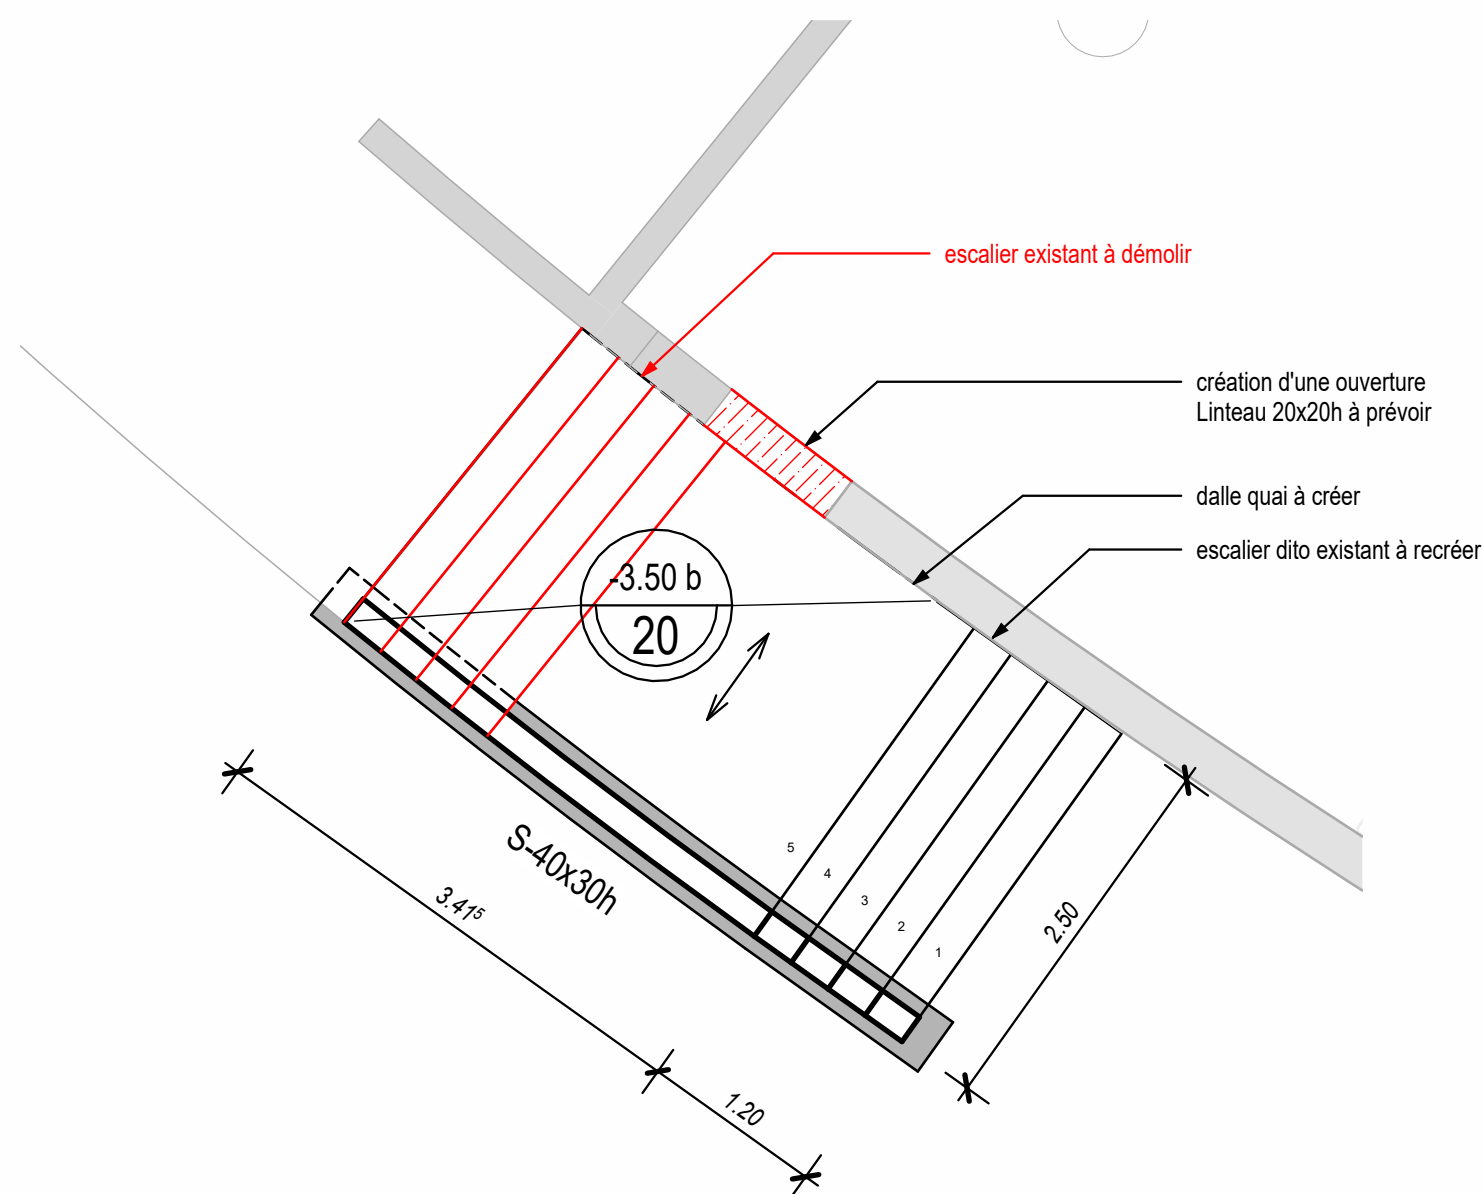 escalier existant à démolir
création d'une ouverture
Linteau 20x20h à prévoir
dalle quai à créer
escalier dito existant à recréer
-3.50 b
20
5
4
3
2
1
S-40x30h
3.41⁵
2.50
1.20